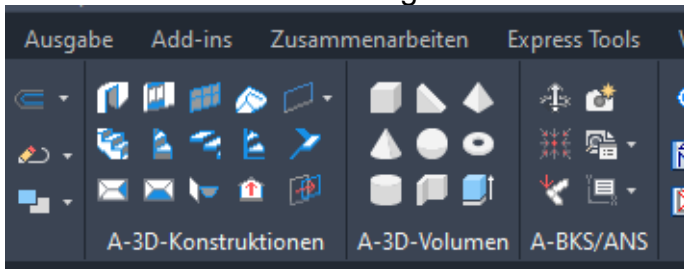 Ausgabe Add-ins Zusammenarbeiten Express Tools
A-3D-Konstruktionen A-3D-Volumen A-BKS/ANS